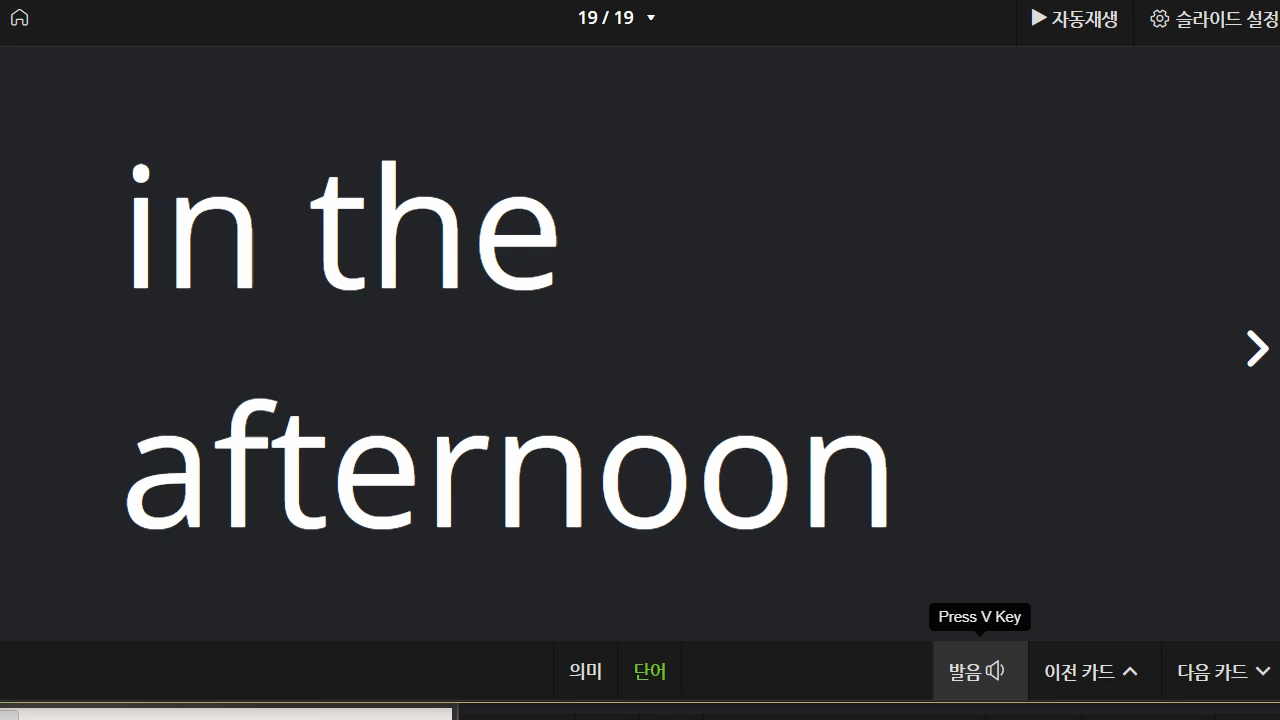 19 / 19
자동재생
슬라이드 설정
in the
afternoon
Press V Key
의미
단어
발음
이전 카드
다음 카드